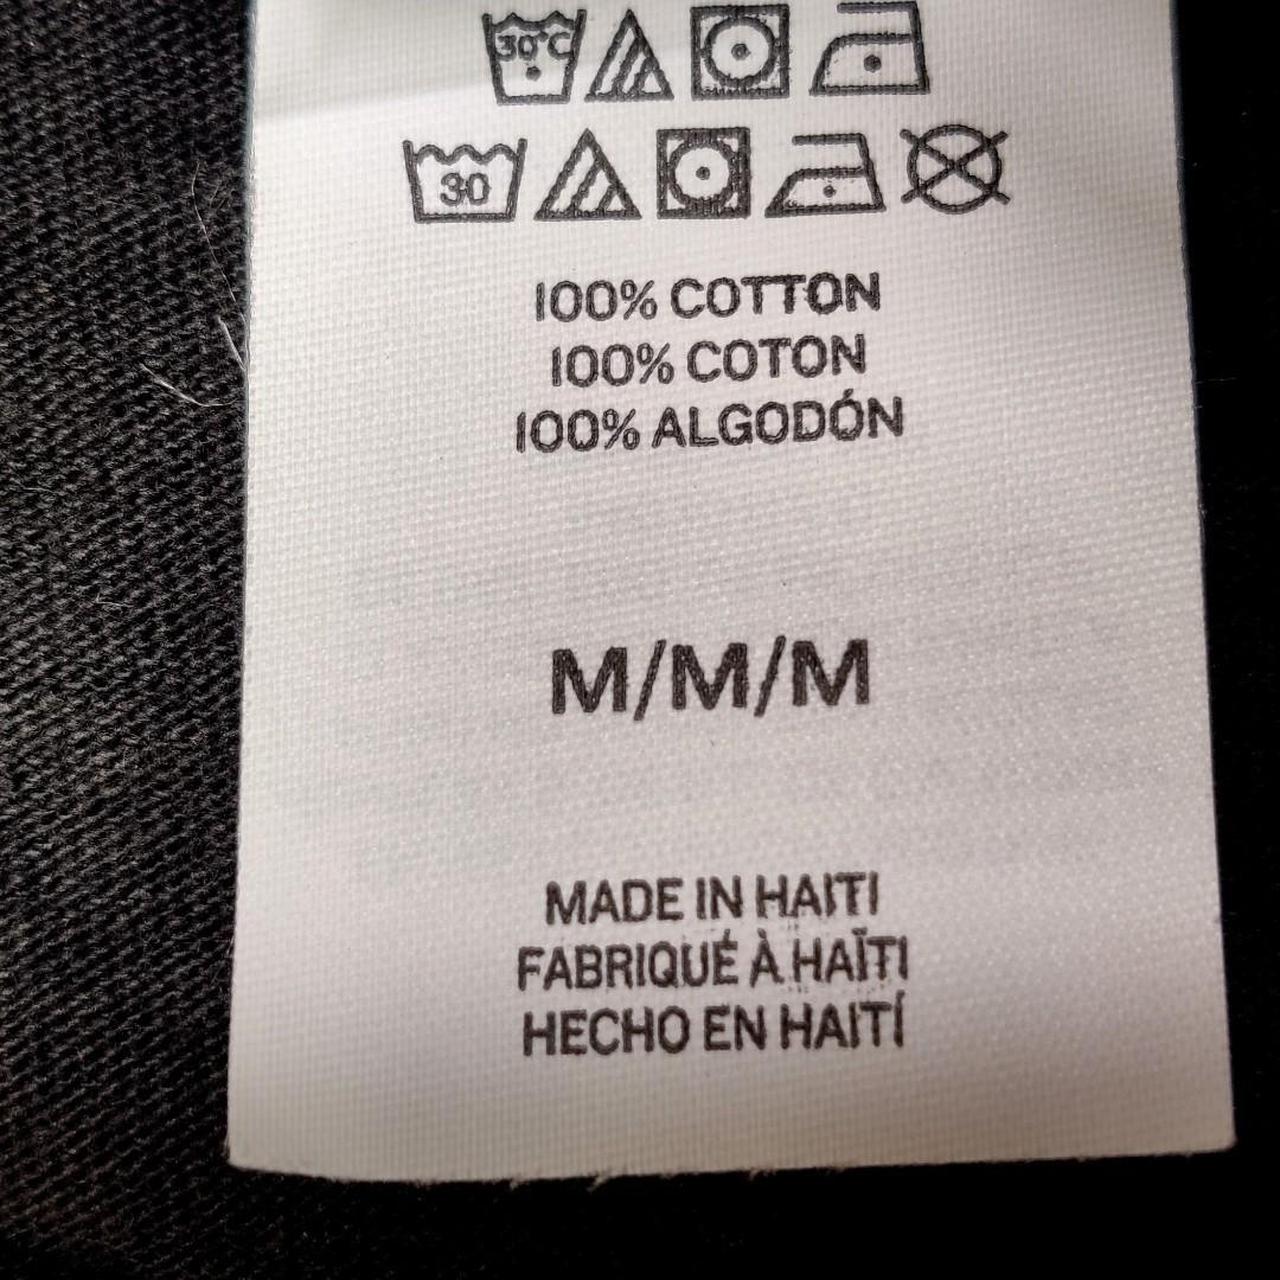 30°C
30
100% COTTON
100% COTON
100% ALGODÓN
M/M/M
MADE IN HAITI
FABRIQUÉ À HAÏTI
HECHO EN HAITÍ